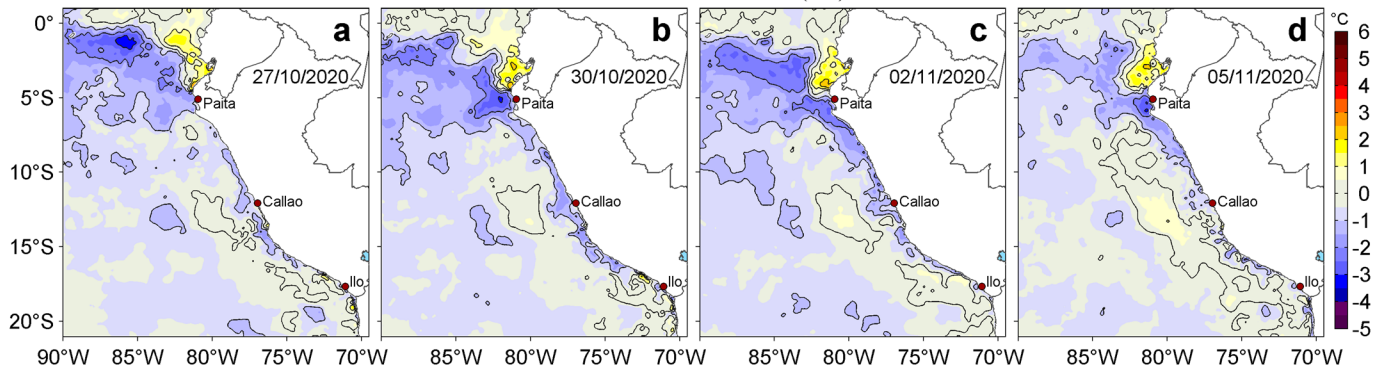 a
b
c
d
°C
27/10/2020
30/10/2020
02/11/2020
05/11/2020
Paita
Paita
Paita
Paita
Callao
Callao
Callao
Callao
Ilo
Ilo
Ilo
Ilo
0°
5°S
10°S
15°S
20°S
90°W 85°W 80°W 75°W 70°W
85°W 80°W 75°W 70°W
85°W 80°W 75°W 70°W
85°W 80°W 75°W 70°W
6
5
4
3
2
1
0
-1
-2
-3
-4
-5